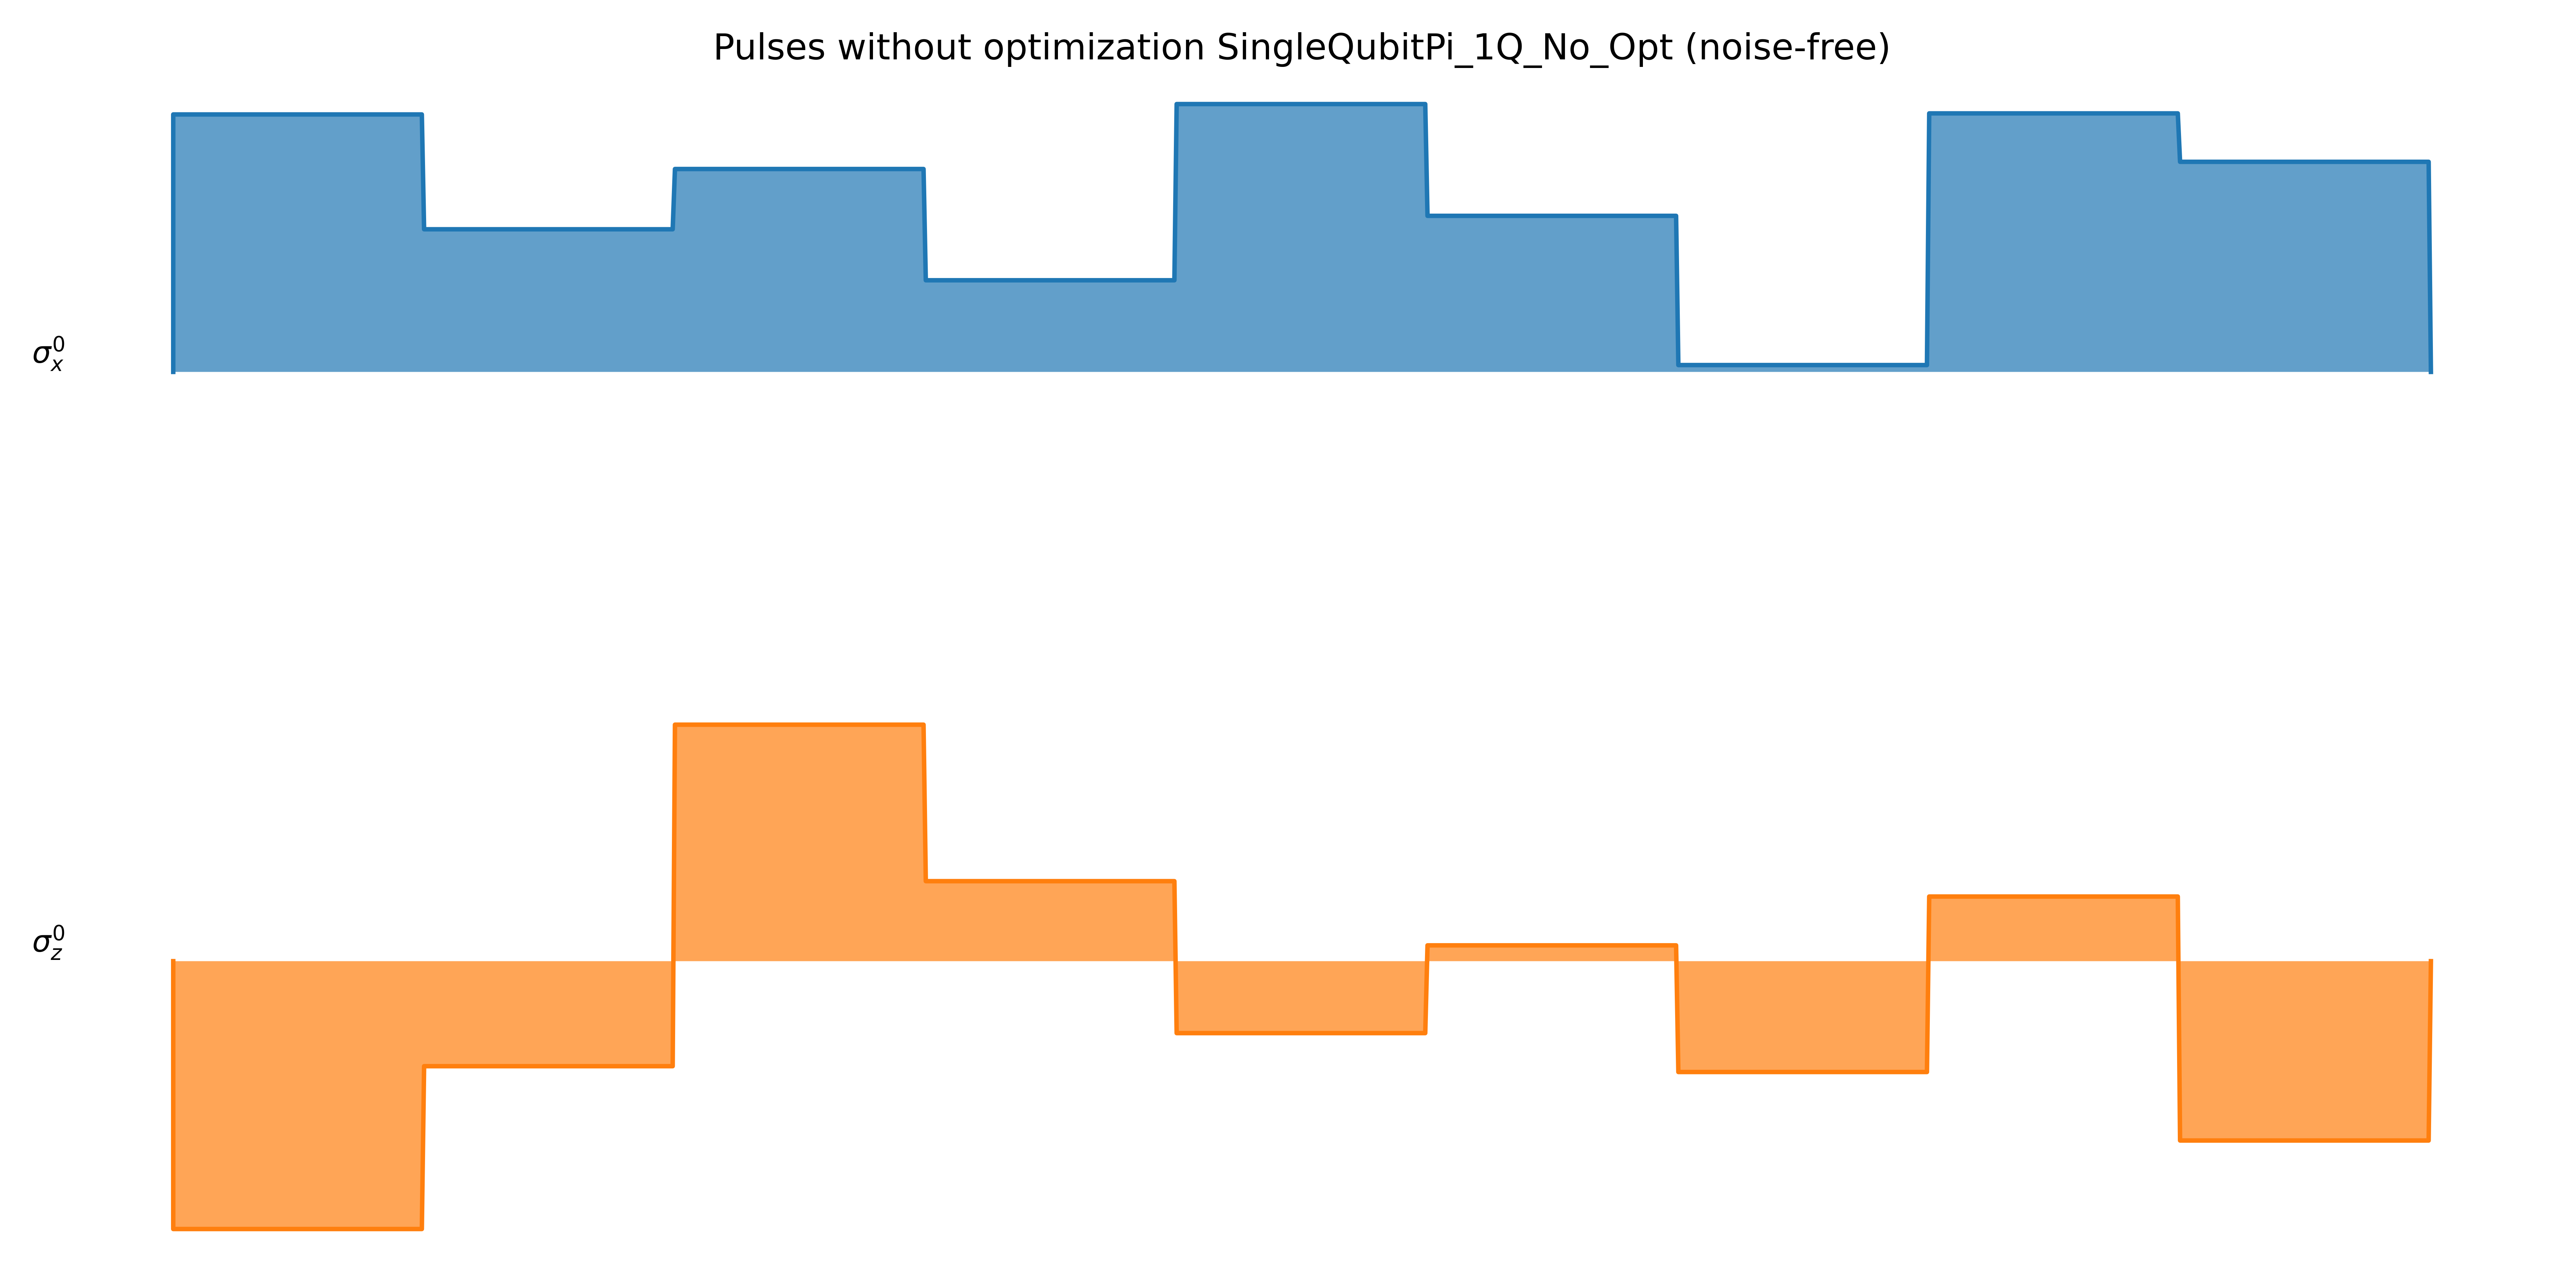 Pulses without optimization SingleQubitPi_1Q_No_Opt (noise-free)
σ_x^0
σ_z^0